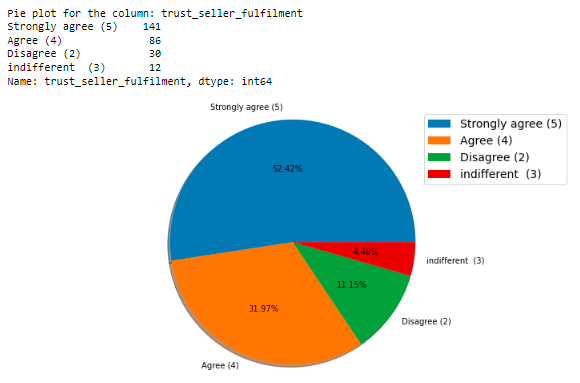 Pie plot for the column: trust_seller_fulfilment
Strongly agree (5)    141
Agree (4)              86
Disagree (2)           30
indifferent  (3)       12
Name: trust_seller_fulfilment, dtype: int64
Strongly agree (5)
Strongly agree (5)
Agree (4)
Disagree (2)
indifferent  (3)
52.42%
4.46%
indifferent  (3)
11.15%
31.97%
Disagree (2)
Agree (4)